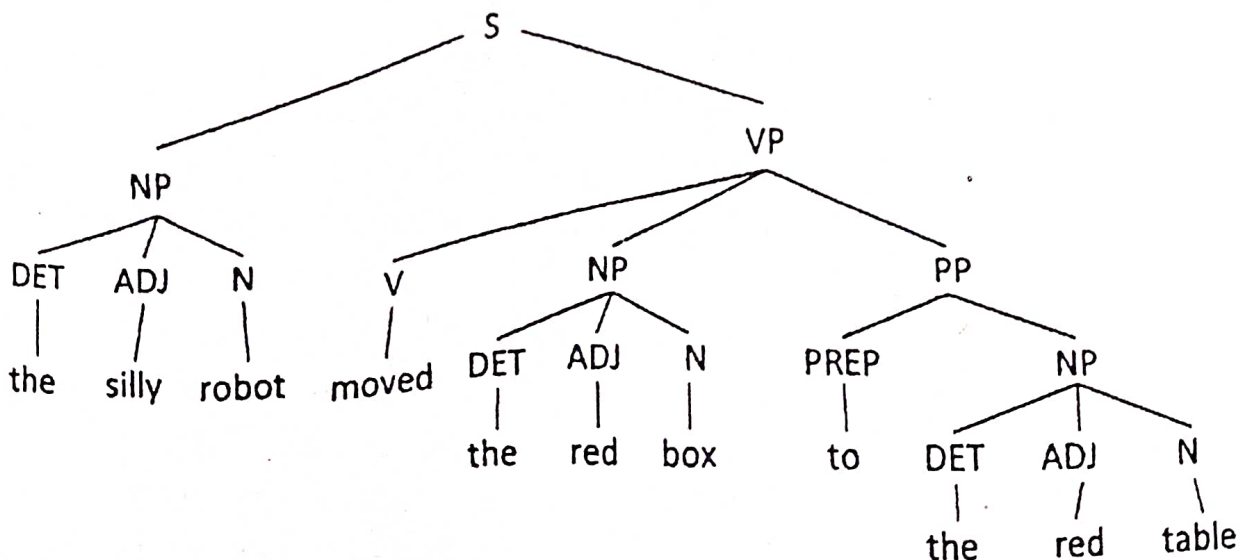 S
NP VP
DET ADJ N V NP PP
the silly robot moved DET ADJ N PREP NP
the red box to DET ADJ N
the red table